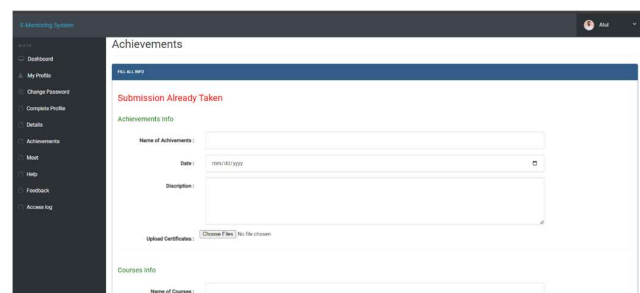 E-Mentoring System
Atul
Achievements
MAIN
Dashboard
My Profile
Change Password
Complete Profile
Details
Achievements
Meet
Help
Feedback
Access log
FILL ALL INFO
Submission Already Taken
Achievements Info
Name of Achivements :
Date : mm/dd/yyyy
Discription :
Upload Certificates : Choose Files No file chosen
Courses Info
Name of Courses :